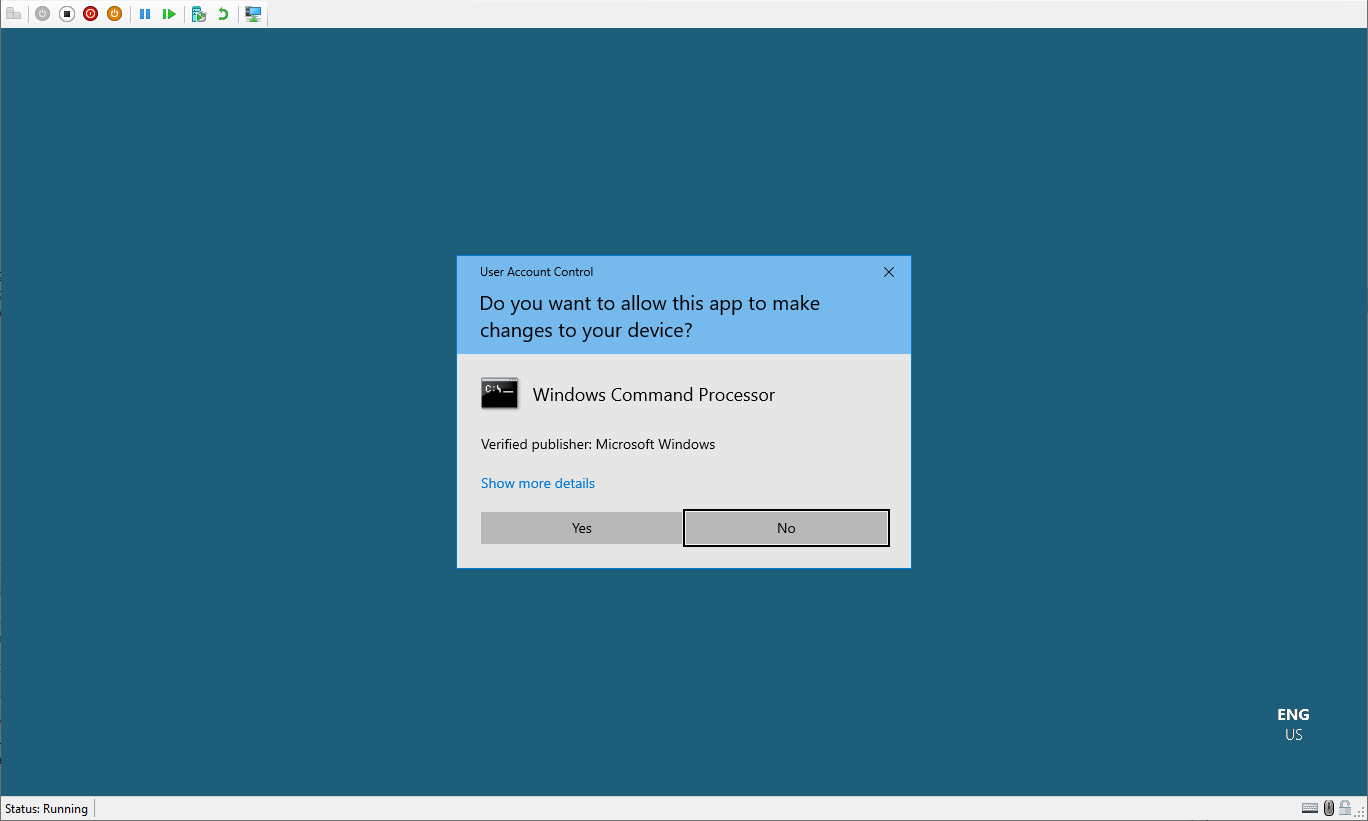 User Account Control
Do you want to allow this app to make
changes to your device?
C:\
Windows Command Processor
Verified publisher: Microsoft Windows
Show more details
Yes
No
ENG
US
Status: Running